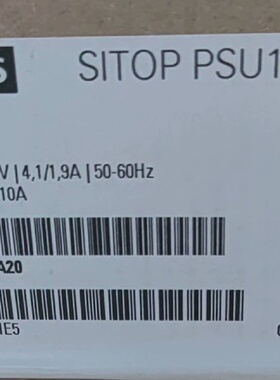 S
SITOP PSU1
V | 4,1/1,9A | 50-60Hz
10A
A20
IE5